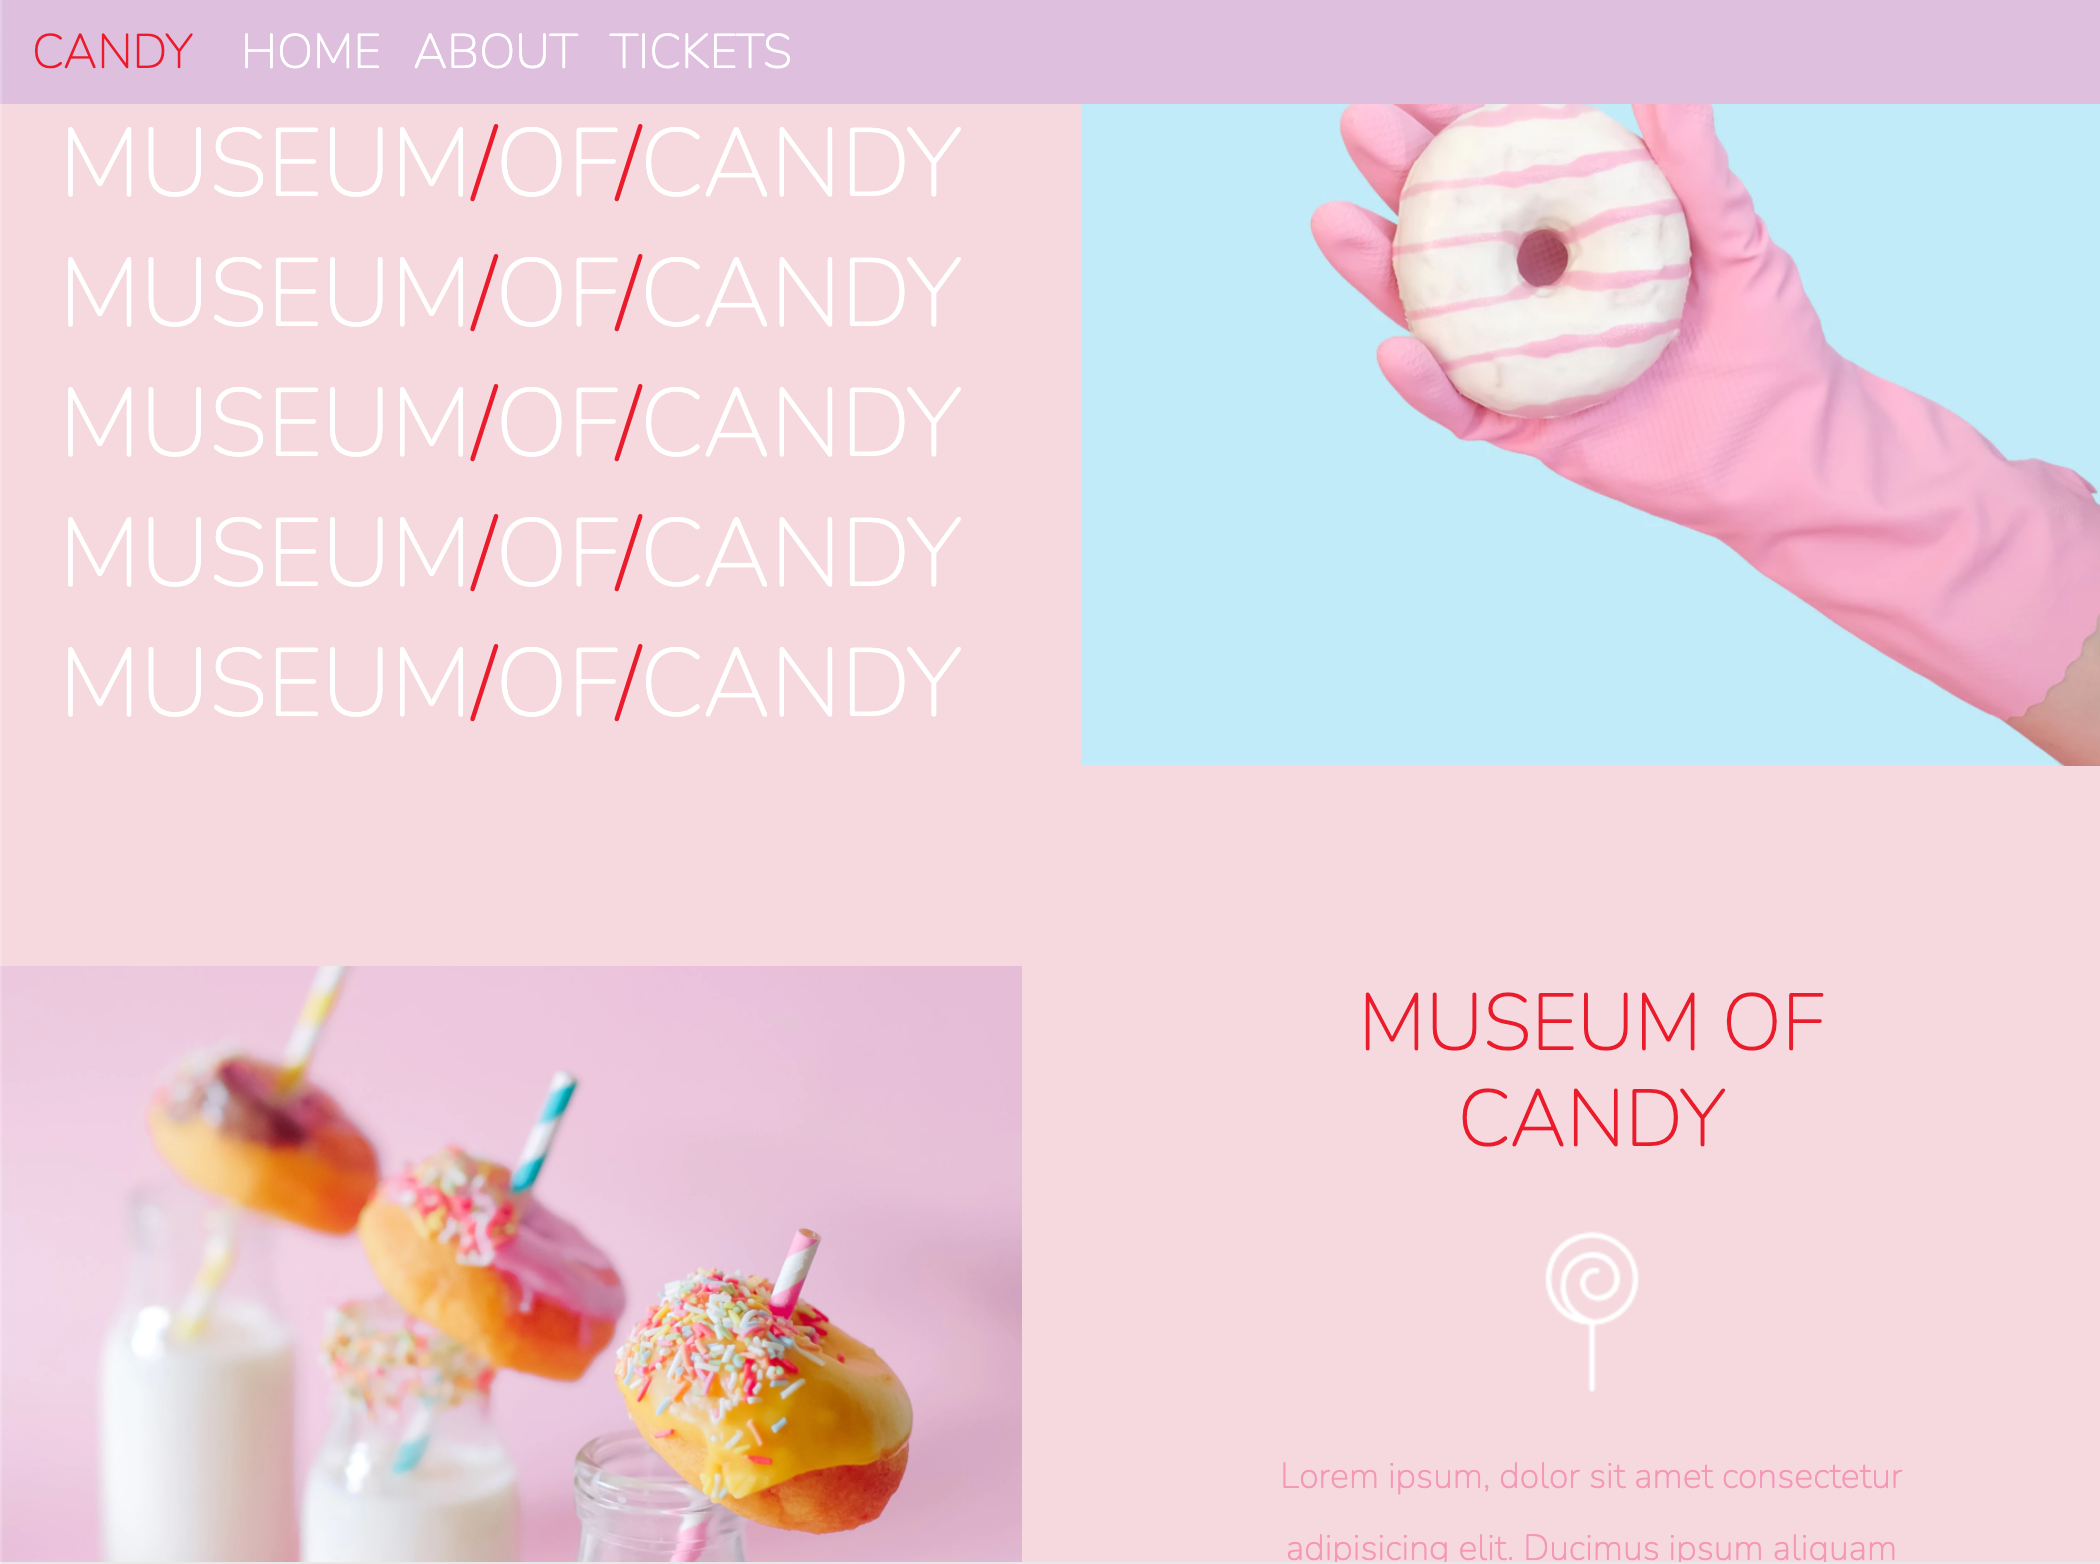 CANDY HOME ABOUT TICKETS
MUSEUM/OF/CANDY
MUSEUM/OF/CANDY
MUSEUM/OF/CANDY
MUSEUM/OF/CANDY
MUSEUM/OF/CANDY
MUSEUM OF
CANDY
Lorem ipsum, dolor sit amet consectetur
adipisicing elit. Ducimus ipsum aliquam